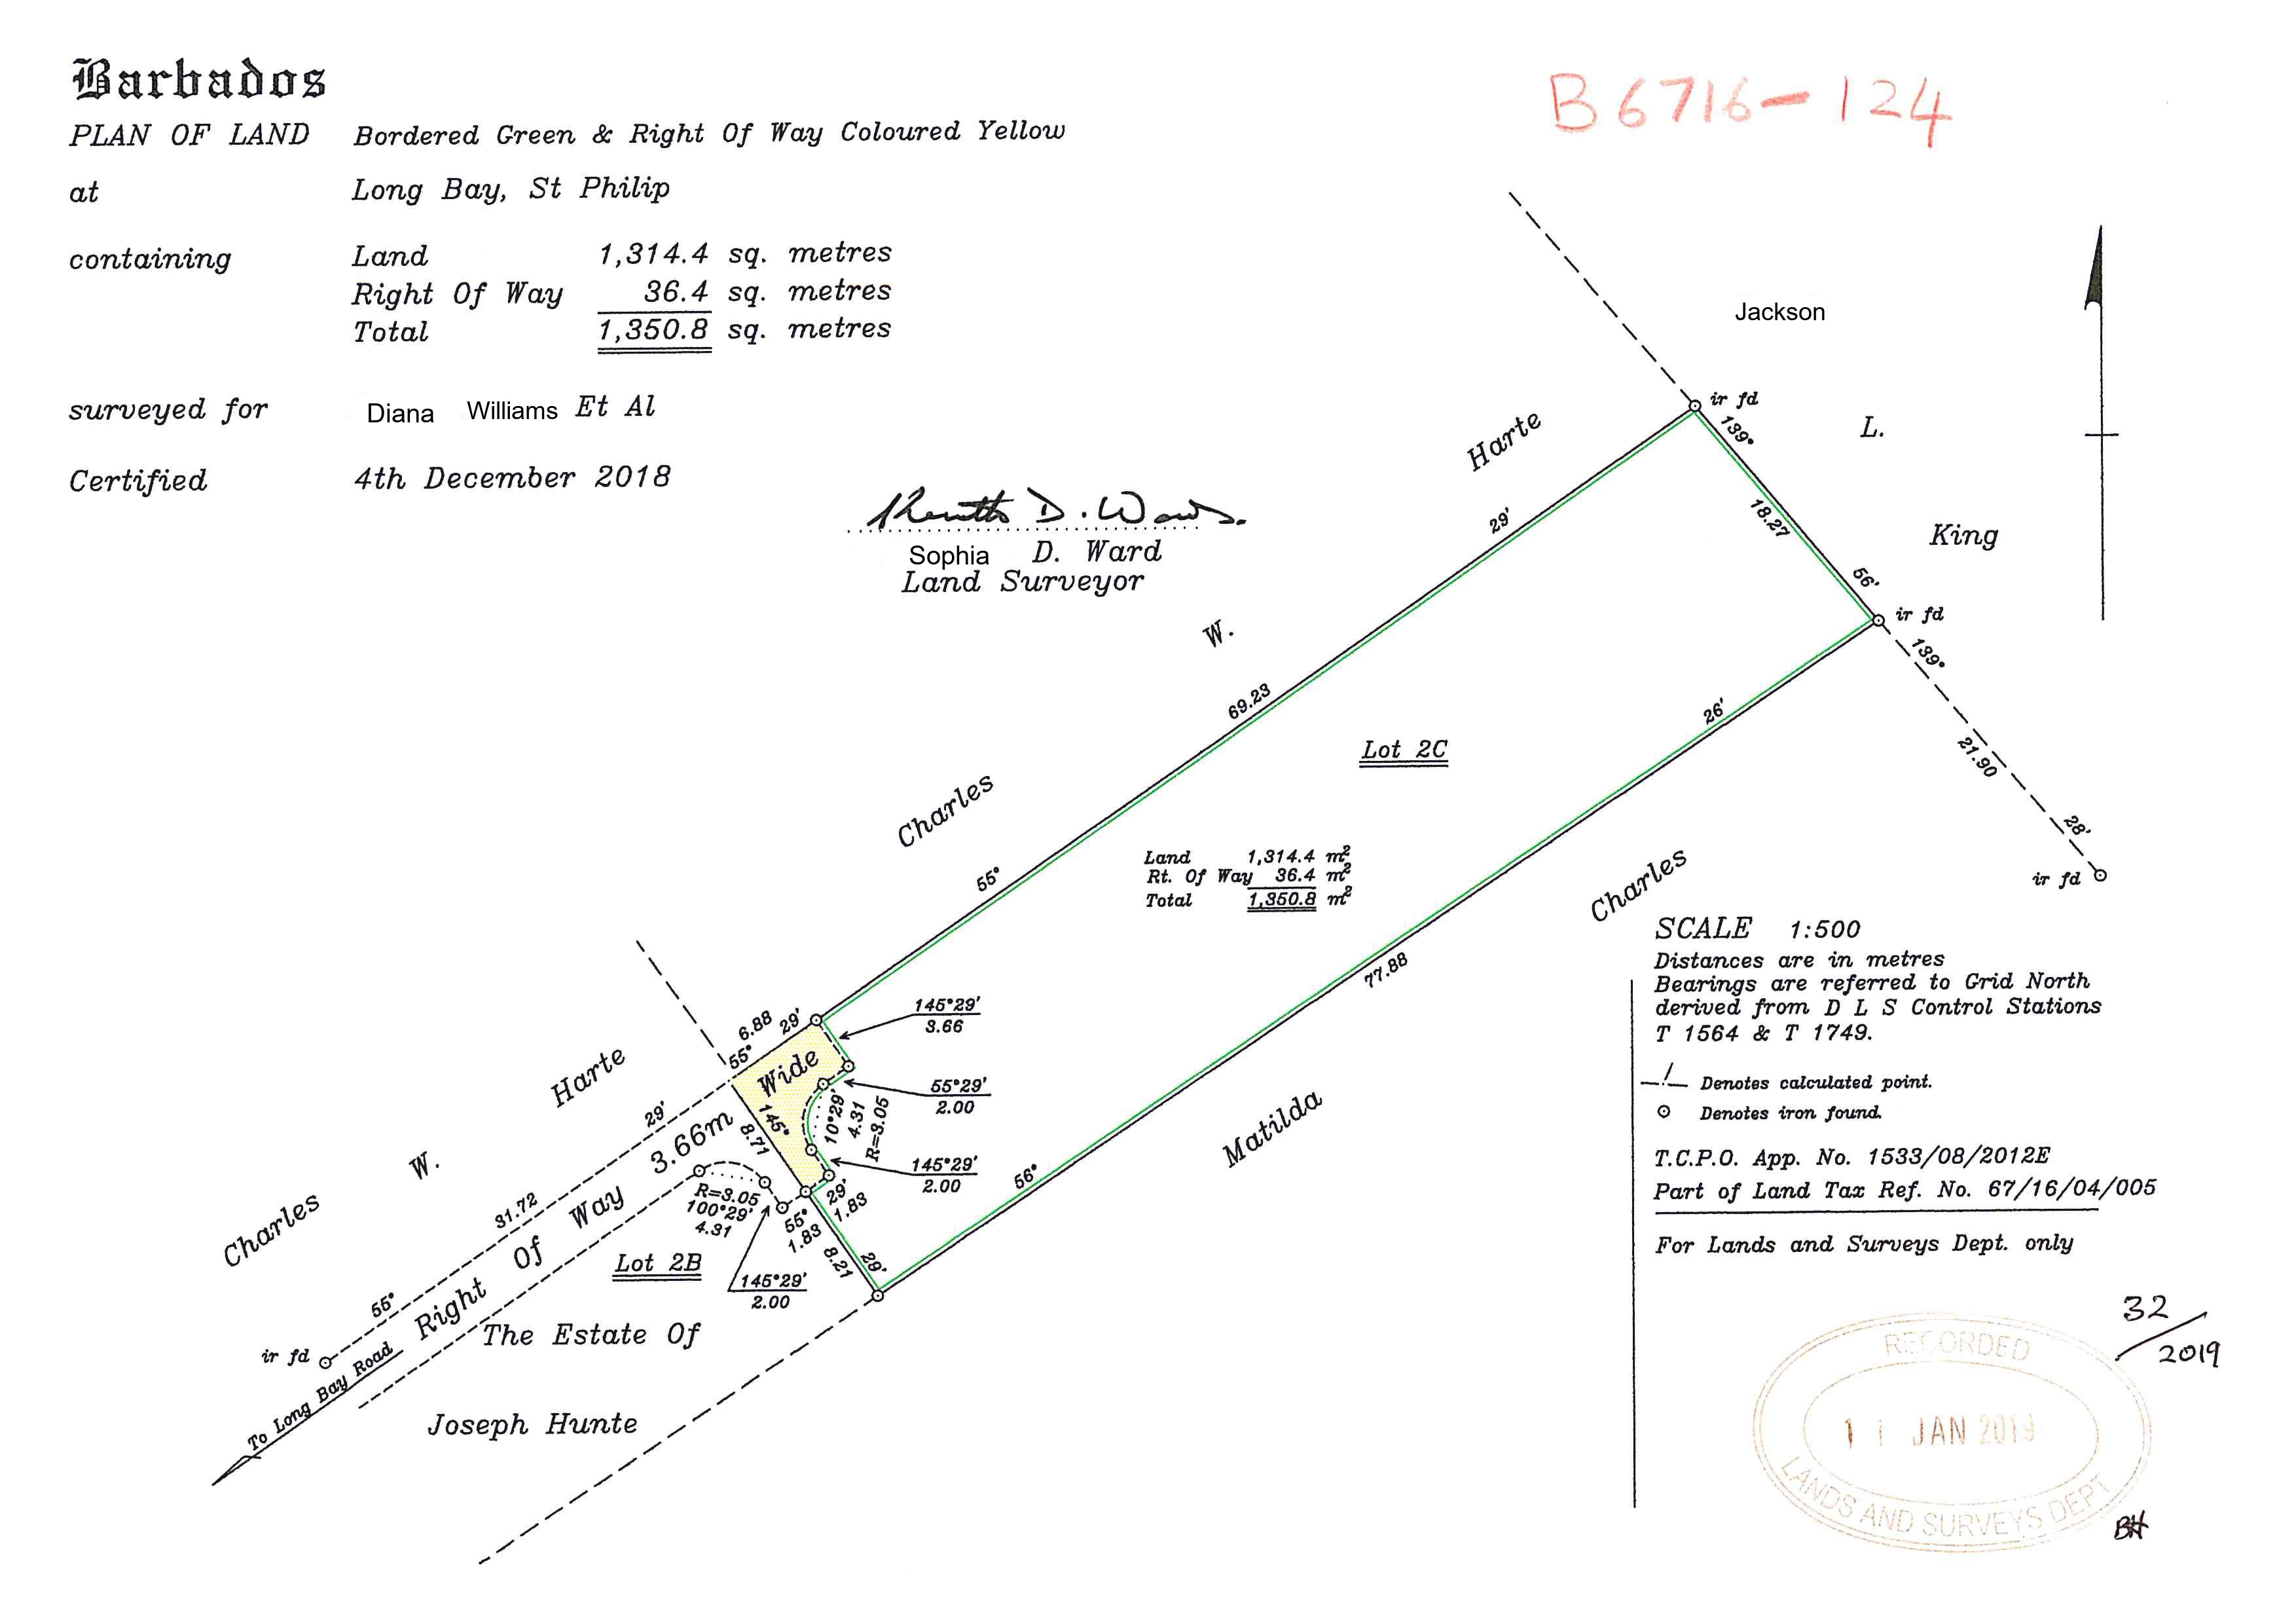 Barbados
B6716-124
PLAN OF LAND Bordered Green & Right Of Way Coloured Yellow
at Long Bay, St Philip
containing Land 1,314.4 sq. metres
Right Of Way 36.4 sq. metres
Total 1,350.8 sq. metres
surveyed for Diana Williams Et Al
Certified 4th December 2018
D. Ward
Sophia D. Ward
Land Surveyor
Jackson
L.
King
ir fd
139°
18.27
56'
ir fd
139°
21.90
28'
ir fd
Harte
29'
W.
69.23
Charles
55°
Lot 2C
26'
77.88
56°
Charles
Matilda
Land 1,314.4 m²
Rt. Of Way 36.4 m²
Total 1,350.8 m²
145°29'
3.66
55°29'
2.00
10°29'
4.31
R=3.05
145°29'
2.00
6.88
29'
55°
Wide
145°
8.71
29'
1.83
55°
1.83
8.21
29'
Harte
W.
Charles
29'
31.72
55°
3.66m
Way
Of
Right
R=3.05
100°29'
4.31
Lot 2B
145°29'
2.00
ir fd
To Long Bay Road
The Estate Of
Joseph Hunte
SCALE 1:500
Distances are in metres
Bearings are referred to Grid North
derived from D L S Control Stations
T 1564 & T 1749.
Denotes calculated point.
Denotes iron found.
T.C.P.O. App. No. 1533/08/2012E
Part of Land Tax Ref. No. 67/16/04/005
For Lands and Surveys Dept. only
32/2019
RECORDED
11 JAN 2019
LANDS AND SURVEYS DEPT
BH